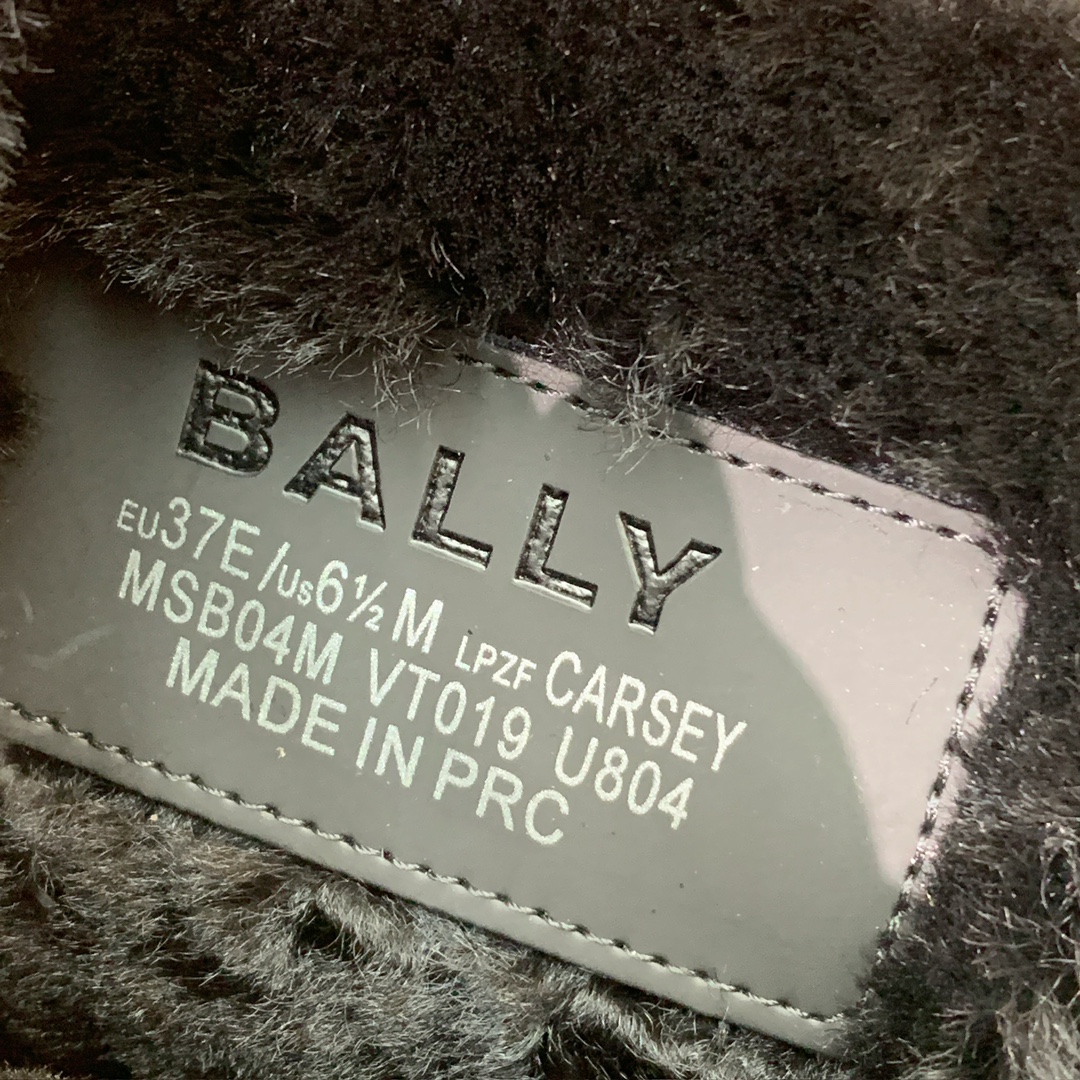 BALLY
EU37E/US6½ M LPZF CARSEY
MSB04M VT019 U804
MADE IN PRC